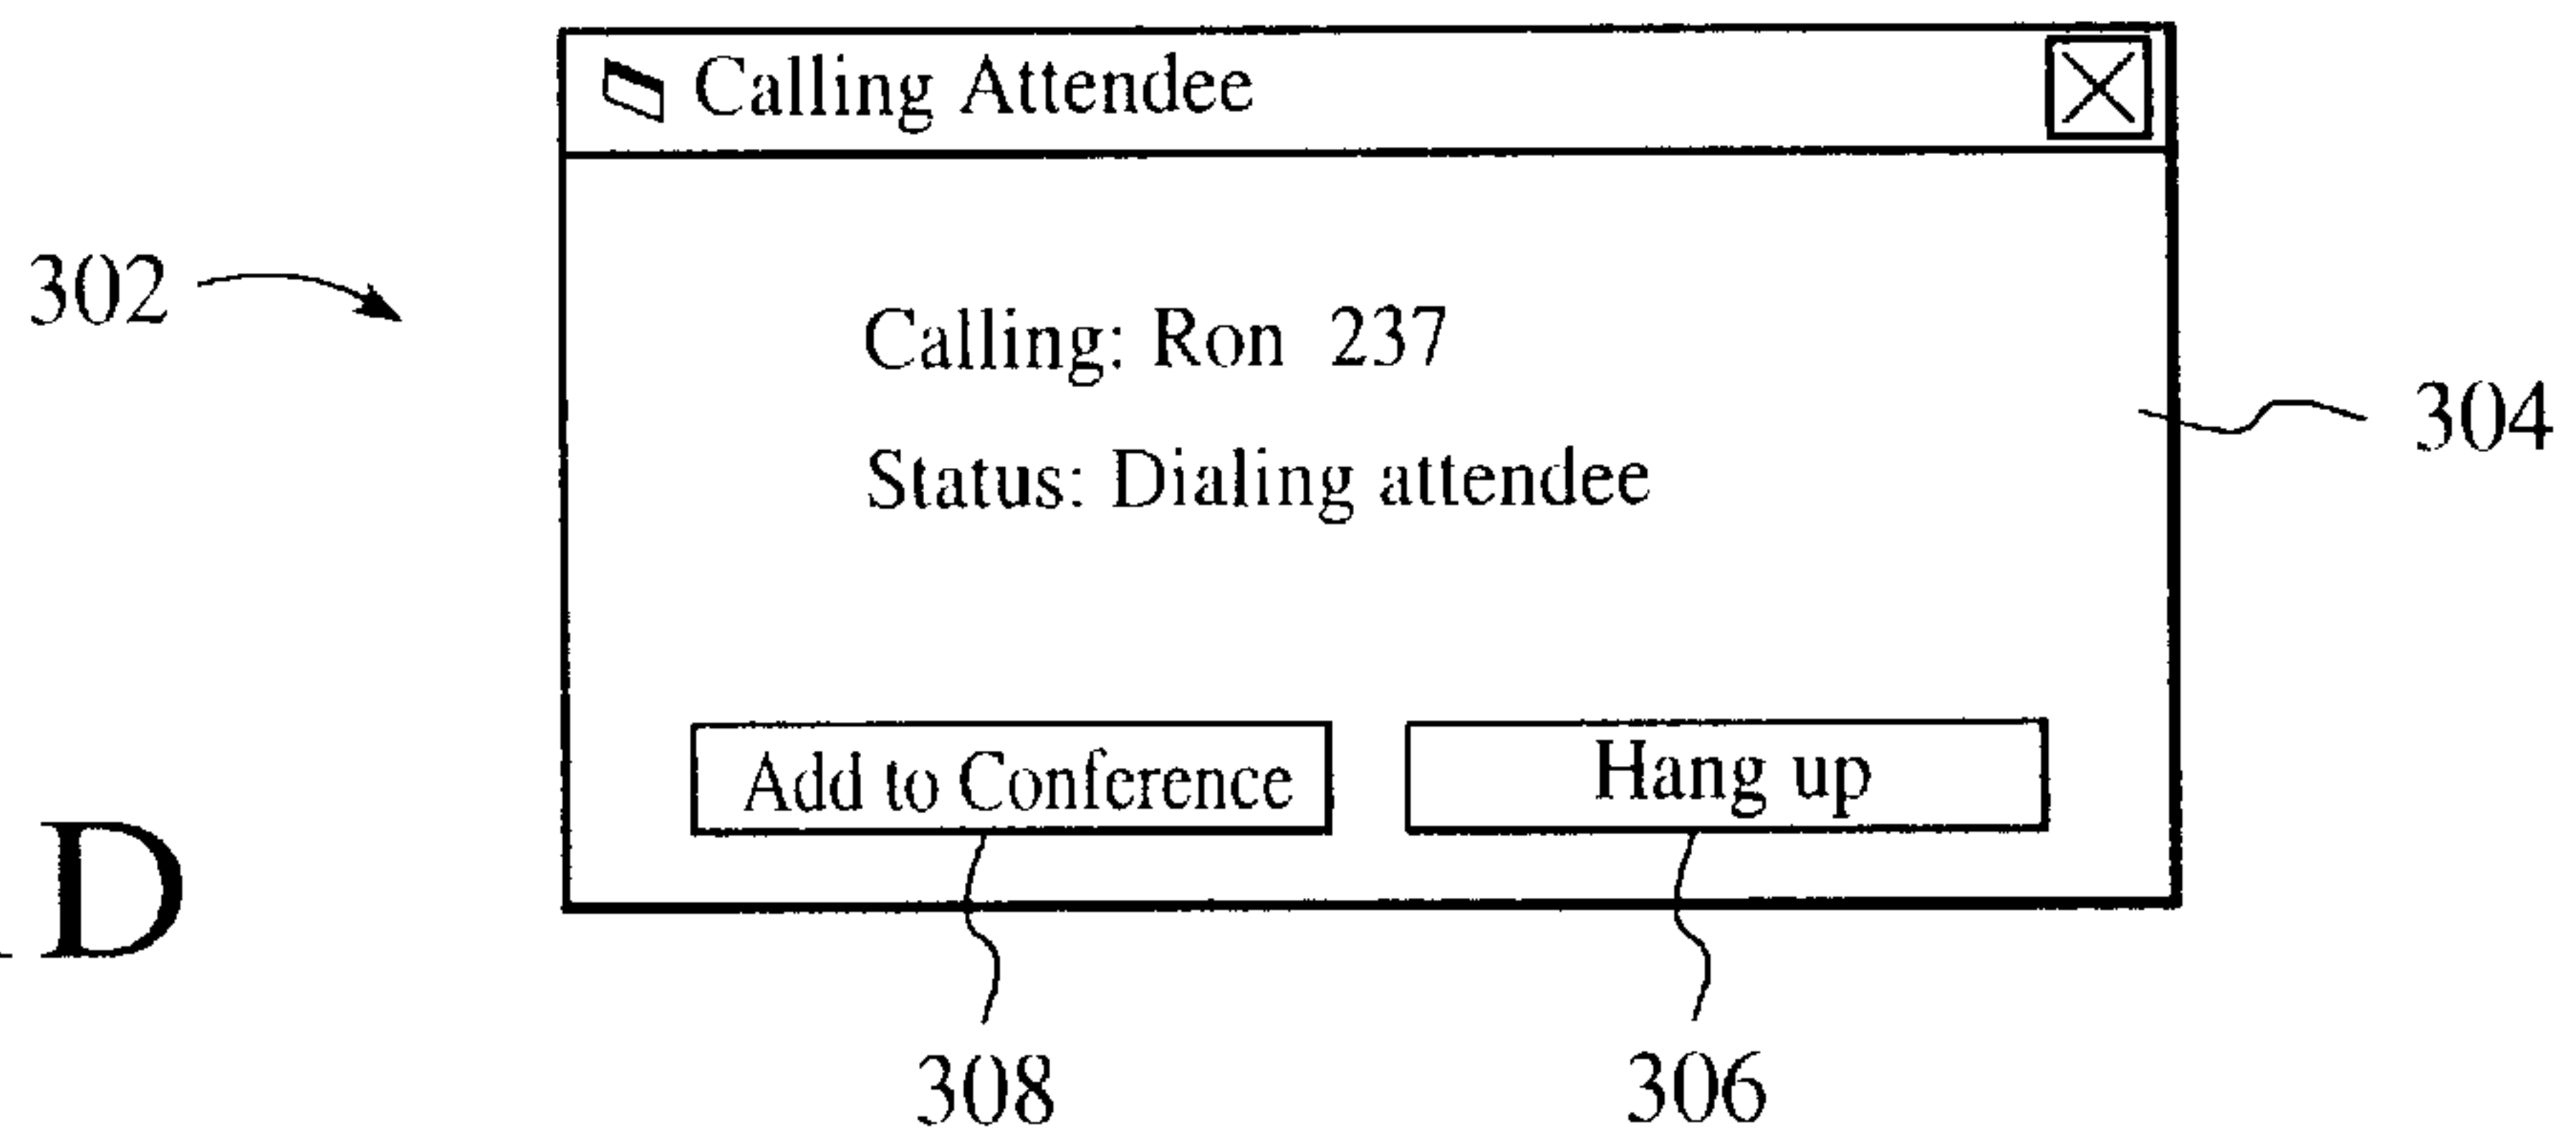 Calling Attendee
302
Calling: Ron 237
304
Status: Dialing attendee
Add to Conference
Hang up
D
308
306